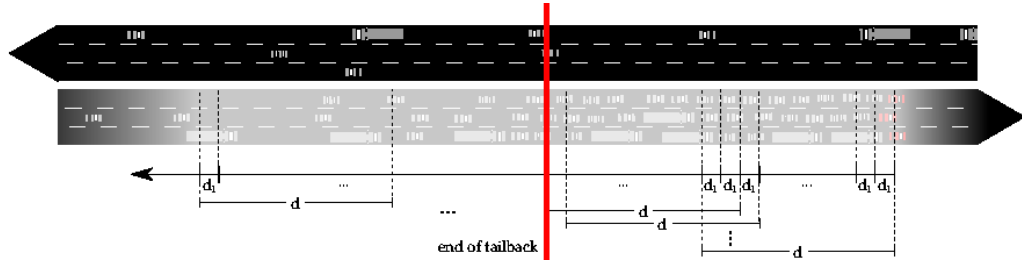 ... ... ...
d₁ d₁ d₁ d₁ d₁ d₁
d ... d
d
end of tailback ⋮
d